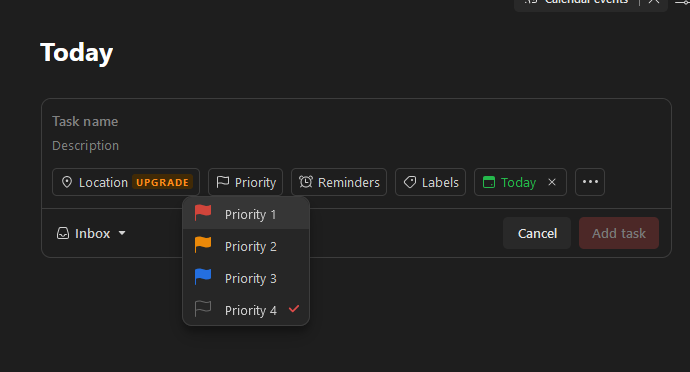 Calendar events
Today
Task name
Description
Location UPGRADE Priority Reminders Labels Today
Inbox Cancel Add task
Priority 1
Priority 2
Priority 3
Priority 4